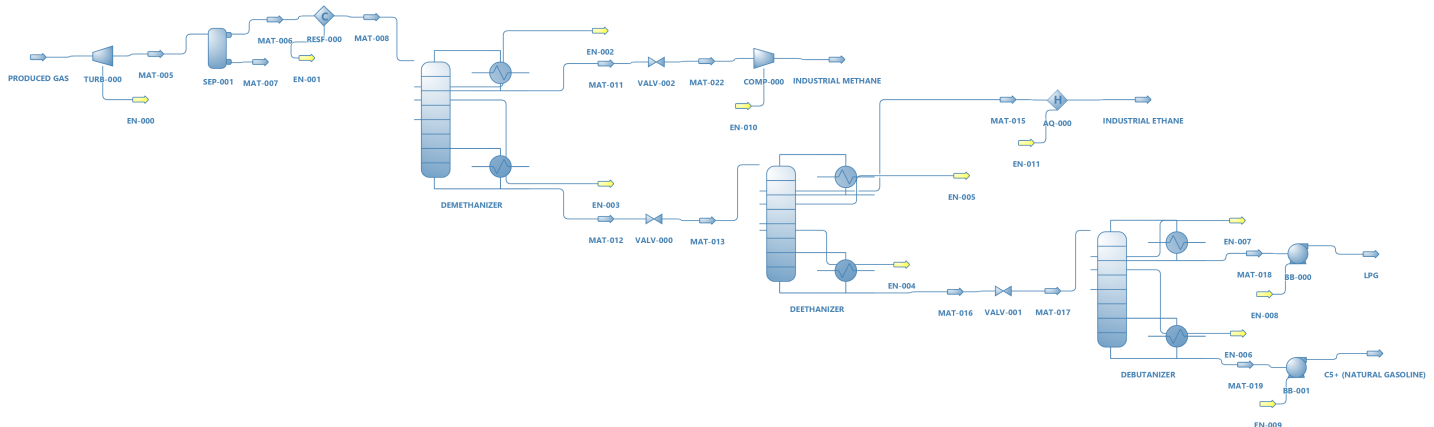 PRODUCED GAS
TURB-000
MAT-005
EN-000
SEP-001
MAT-006
MAT-007
C
RESF-000
EN-001
MAT-008
DEMETHANIZER
EN-002
MAT-011
VALV-002
MAT-022
COMP-000
EN-010
INDUSTRIAL METHANE
EN-003
MAT-012
VALV-000
MAT-013
DEETHANIZER
MAT-015
H
AQ-000
EN-011
INDUSTRIAL ETHANE
EN-005
EN-004
MAT-016
VALV-001
MAT-017
DEBUTANIZER
EN-007
MAT-018
BB-000
EN-008
LPG
EN-006
MAT-019
BB-001
EN-009
C5+ (NATURAL GASOLINE)